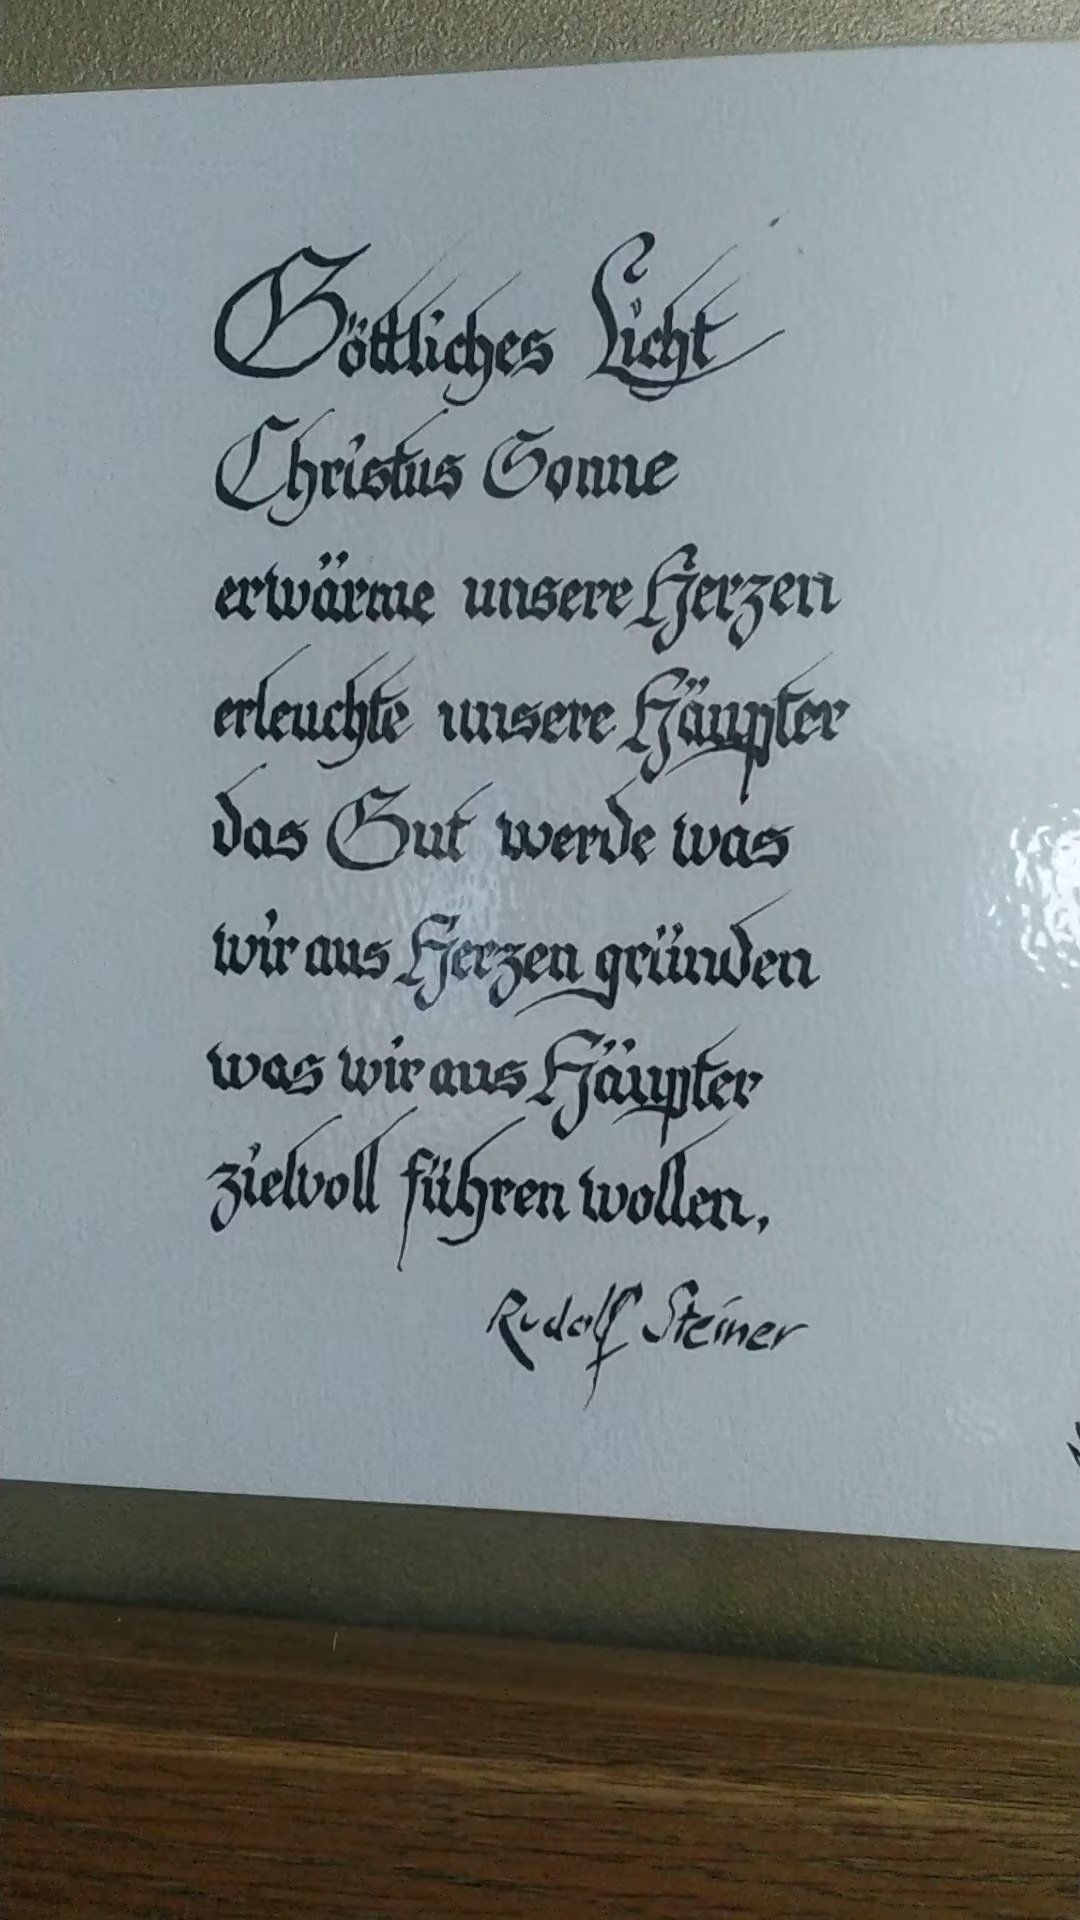 Göttliches Licht
Christus Sonne
erwärme unsere Herzen
erleuchte unsere Häupter
das Gut werde was
wir aus Herzen gründen
was wir aus Häupter
zielvoll führen wollen.
Rudolf Steiner